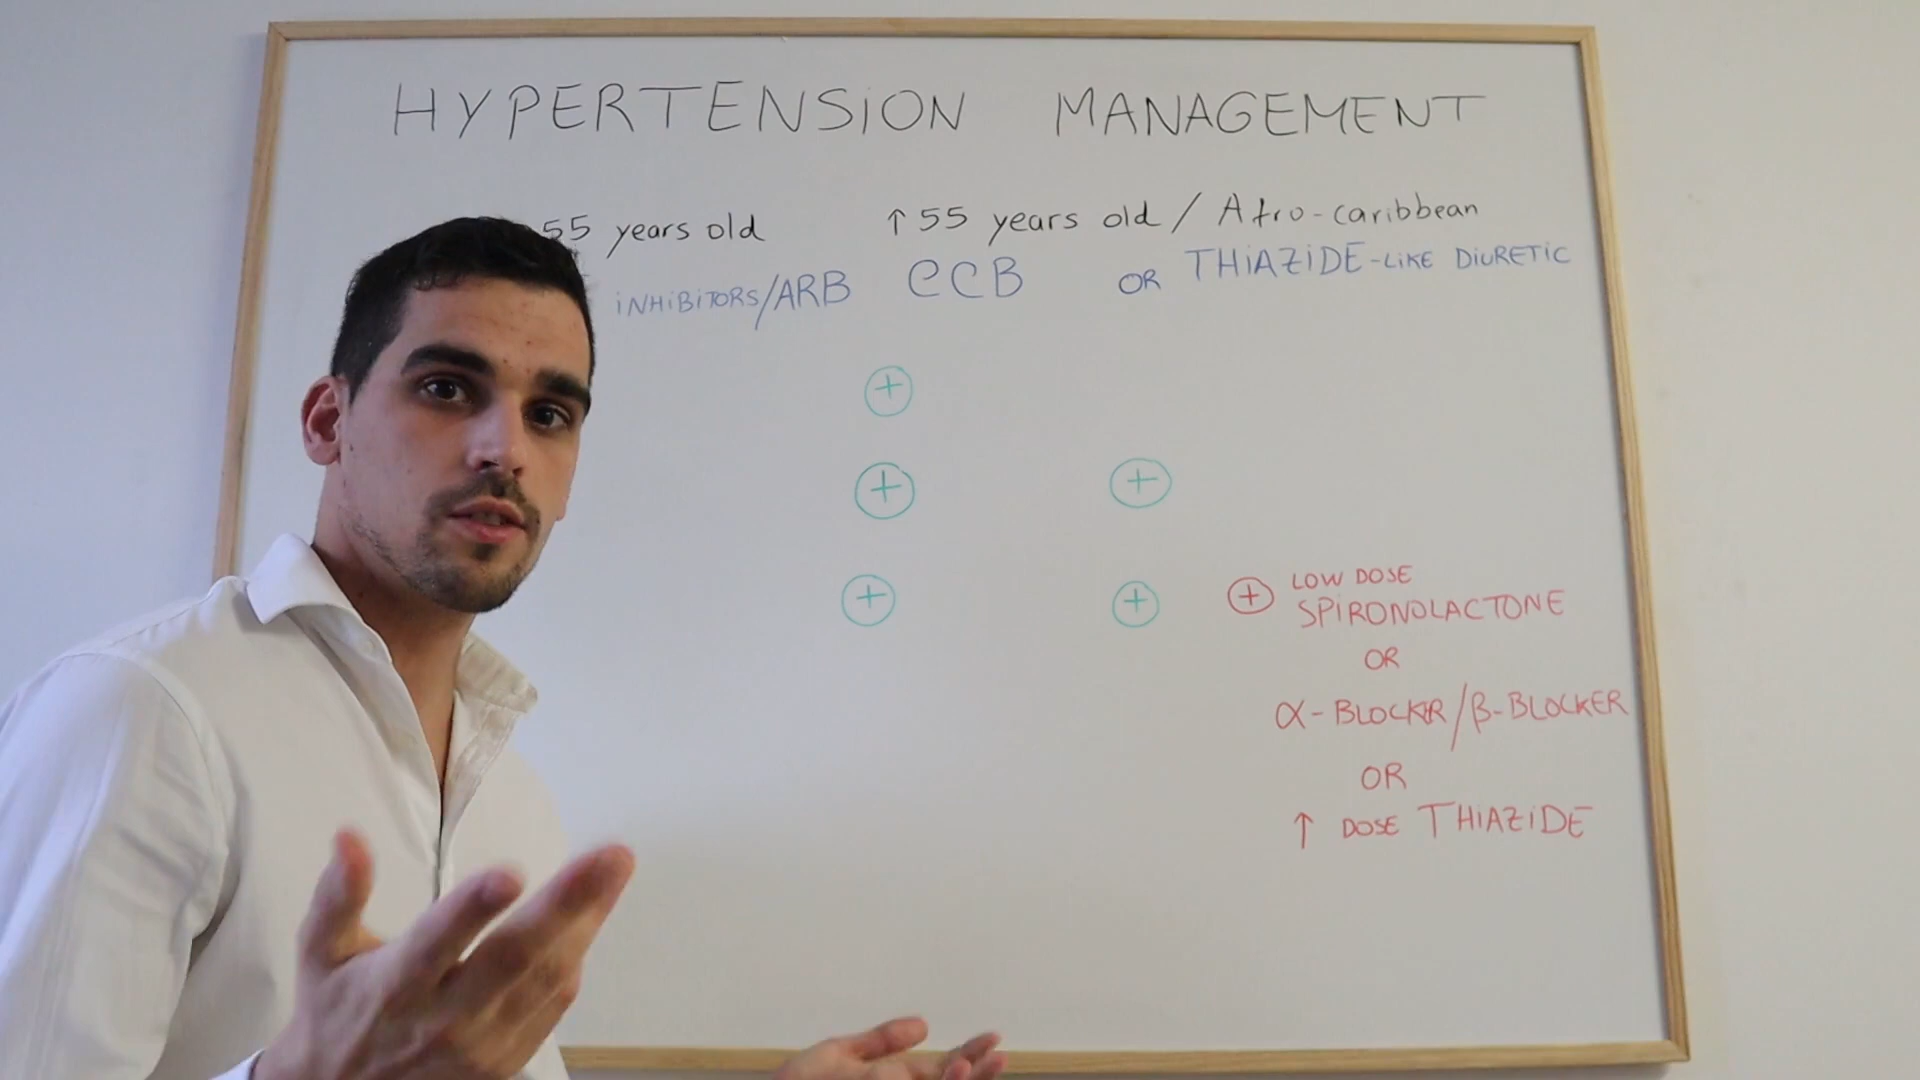 HYPERTENSION MANAGEMENT
55 years old
↑ 55 years old / Afro-caribbean
INHIBITORS/ARB
CCB
OR THIAZIDE-LIKE DIURETIC
+
+ +
+ + + LOW DOSE
SPIRONOLACTONE
OR
α-BLOCKER/β-BLOCKER
OR
↑ DOSE THIAZIDE